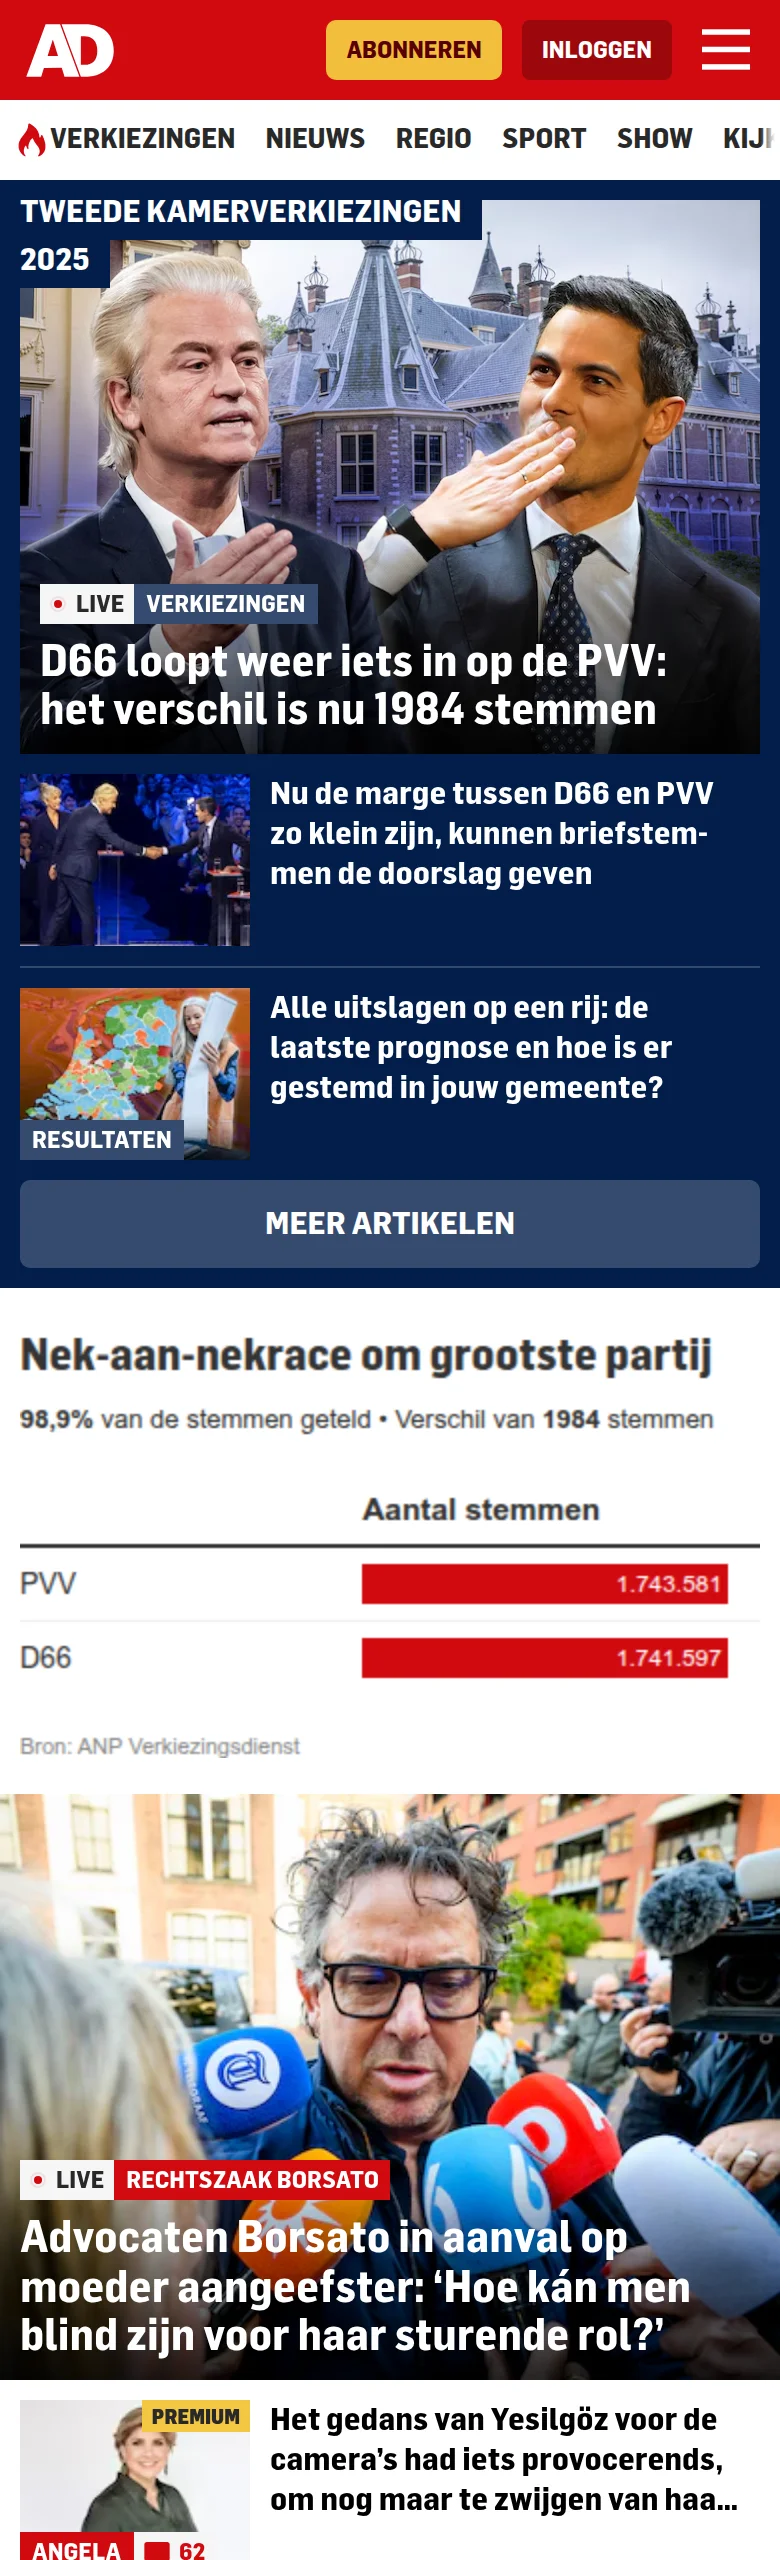 AD
ABONNEREN
INLOGGEN
VERKIEZINGEN NIEUWS REGIO SPORT SHOW
TWEEDE KAMERVERKIEZINGEN
2025
LIVE VERKIEZINGEN
D66 loopt weer iets in op de PVV:
het verschil is nu 1984 stemmen
Nu de marge tussen D66 en PVV
zo klein zijn, kunnen briefstem-
men de doorslag geven
Alle uitslagen op een rij: de
laatste prognose en hoe is er
gestemd in jouw gemeente?
RESULTATEN
MEER ARTIKELEN
Nek-aan-nekrace om grootste partij
98,9% van de stemmen geteld • Verschil van 1984 stemmen
Aantal stemmen
PVV 1.743.581
D66 1.741.597
Bron: ANP Verkiezingsdienst
LIVE RECHTSZAAK BORSATO
Advocaten Borsato in aanval op
moeder aangeefster: ‘Hoe kán men
blind zijn voor haar sturende rol?’
PREMIUM
Het gedans van Yesilgöz voor de
camera’s had iets provocerends,
om nog maar te zwijgen van haa...
ANGELA 62